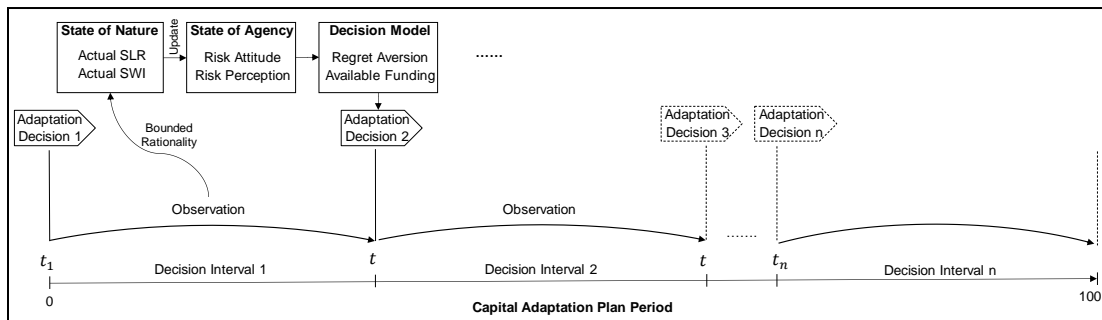 State of Nature
Actual SLR
Actual SWI
Update
State of Agency
Risk Attitude
Risk Perception
Decision Model
Regret Aversion
Available Funding
......
Adaptation
Decision 1
Bounded
Rationality
Adaptation
Decision 2
Adaptation
Decision 3
Adaptation
Decision n
Observation
Observation
.......
t₁
t
t
tₙ
Decision Interval 1
Decision Interval 2
Decision Interval n
0
100
Capital Adaptation Plan Period